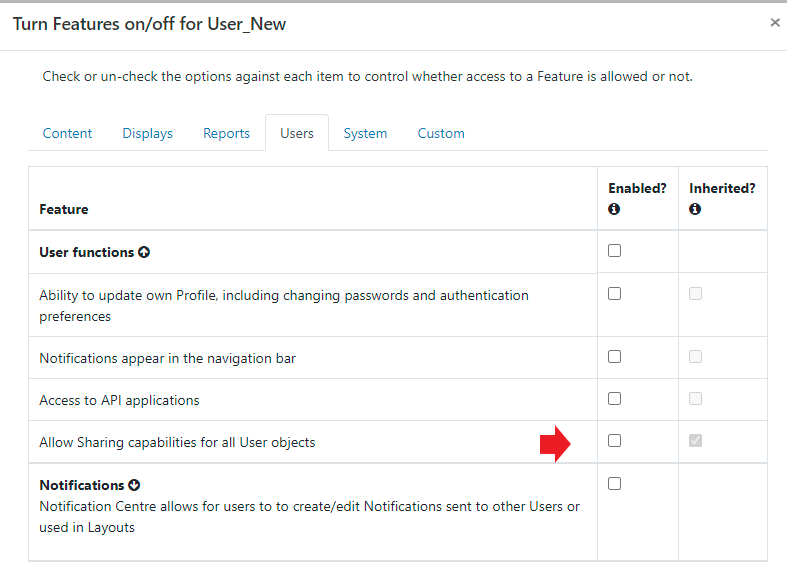 Turn Features on/off for User_New
×
Check or un-check the options against each item to control whether access to a Feature is allowed or not.
Content Displays Reports Users System Custom
Feature Enabled? Inherited?
User functions
Ability to update own Profile, including changing passwords and authentication
preferences
Notifications appear in the navigation bar
Access to API applications
Allow Sharing capabilities for all User objects
Notifications
Notification Centre allows for users to to create/edit Notifications sent to other Users or
used in Layouts